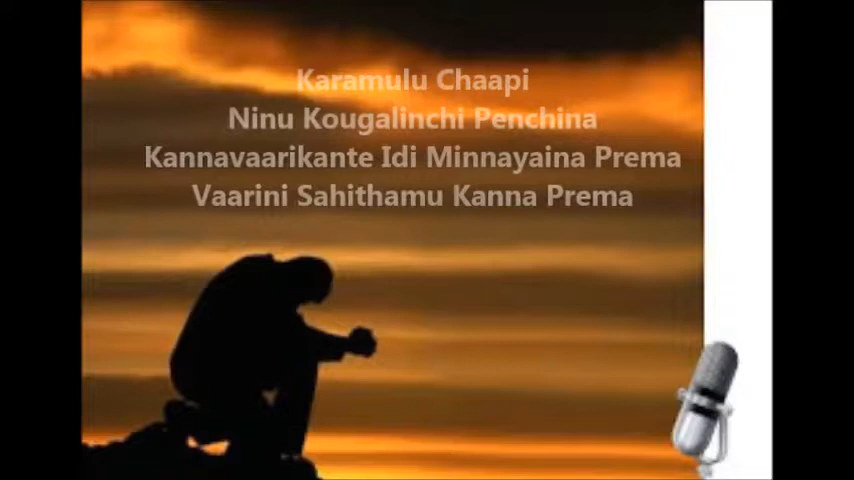 Karamulu Chaapi
Ninu Kougalinchi Penchina
Kannavaarikante Idi Minnayaina Prema
Vaarini Sahithamu Kanna Prema